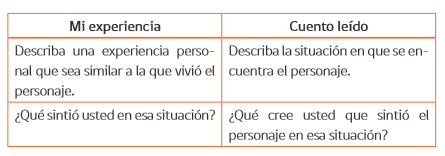 Mi experiencia
Cuento leído
Describa una experiencia perso-
nal que sea similar a la que vivió el
personaje.
Describa la situación en que se en-
cuentra el personaje.
¿Qué sintió usted en esa situación?
¿Qué cree usted que sintió el
personaje en esa situación?